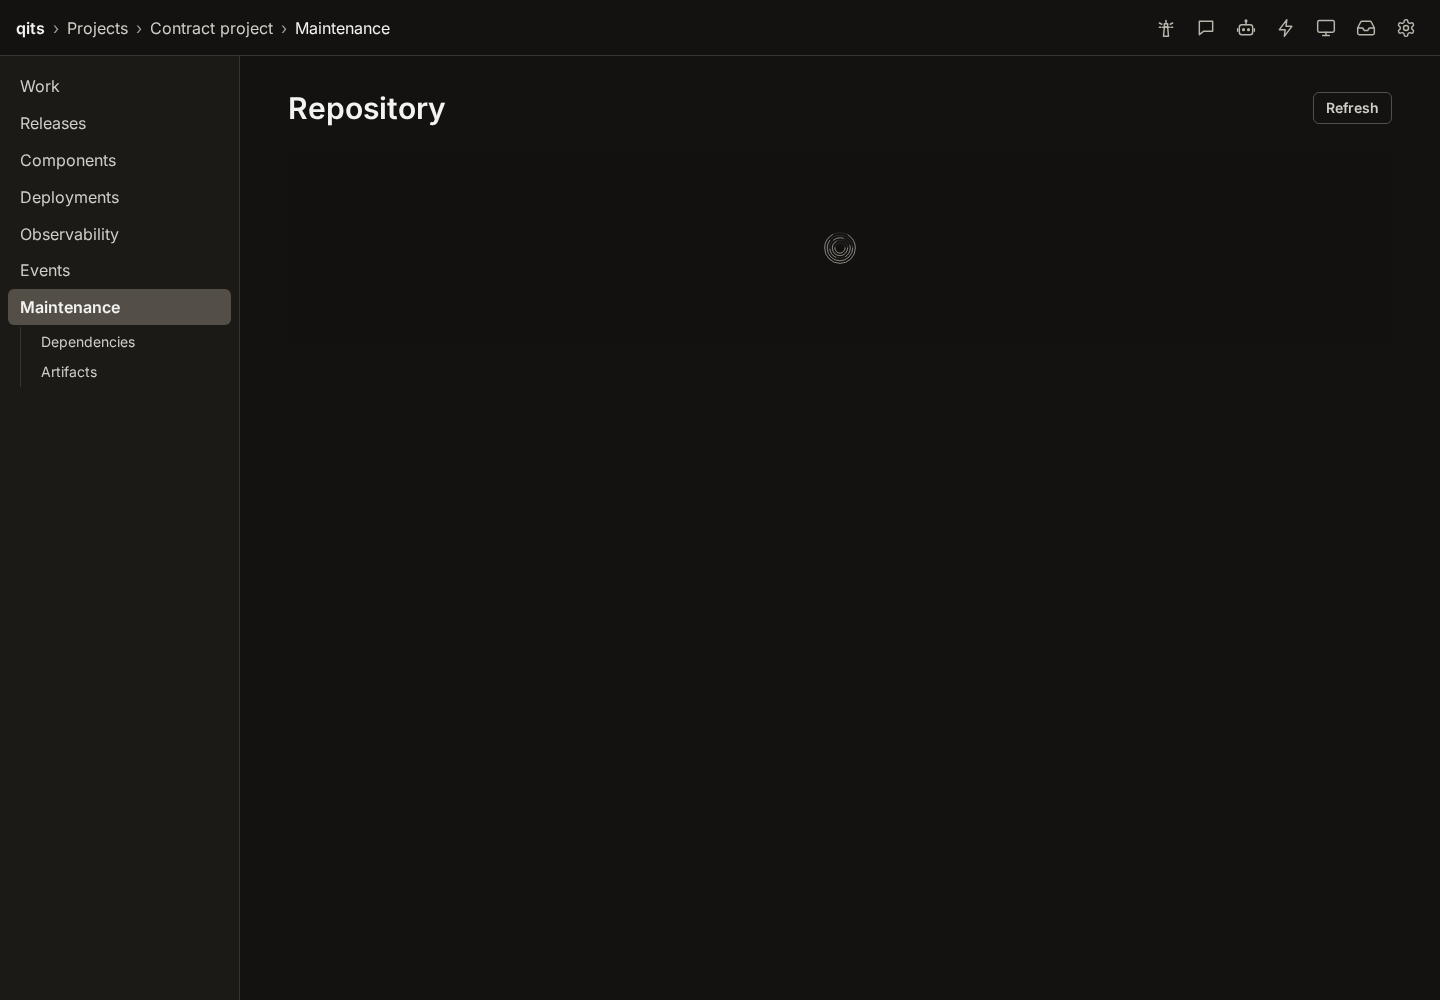 qits › Projects › Contract project › Maintenance
Work
Releases
Components
Deployments
Observability
Events
Maintenance
Dependencies
Artifacts
Repository
Refresh